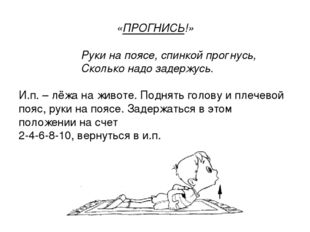 «ПРОГНИСЬ!»
Руки на поясе, спинкой прогнусь,
Сколько надо задержусь.
И.п. – лёжа на животе. Поднять голову и плечевой
пояс, руки на поясе. Задержаться в этом
положении на счет
2-4-6-8-10, вернуться в и.п.